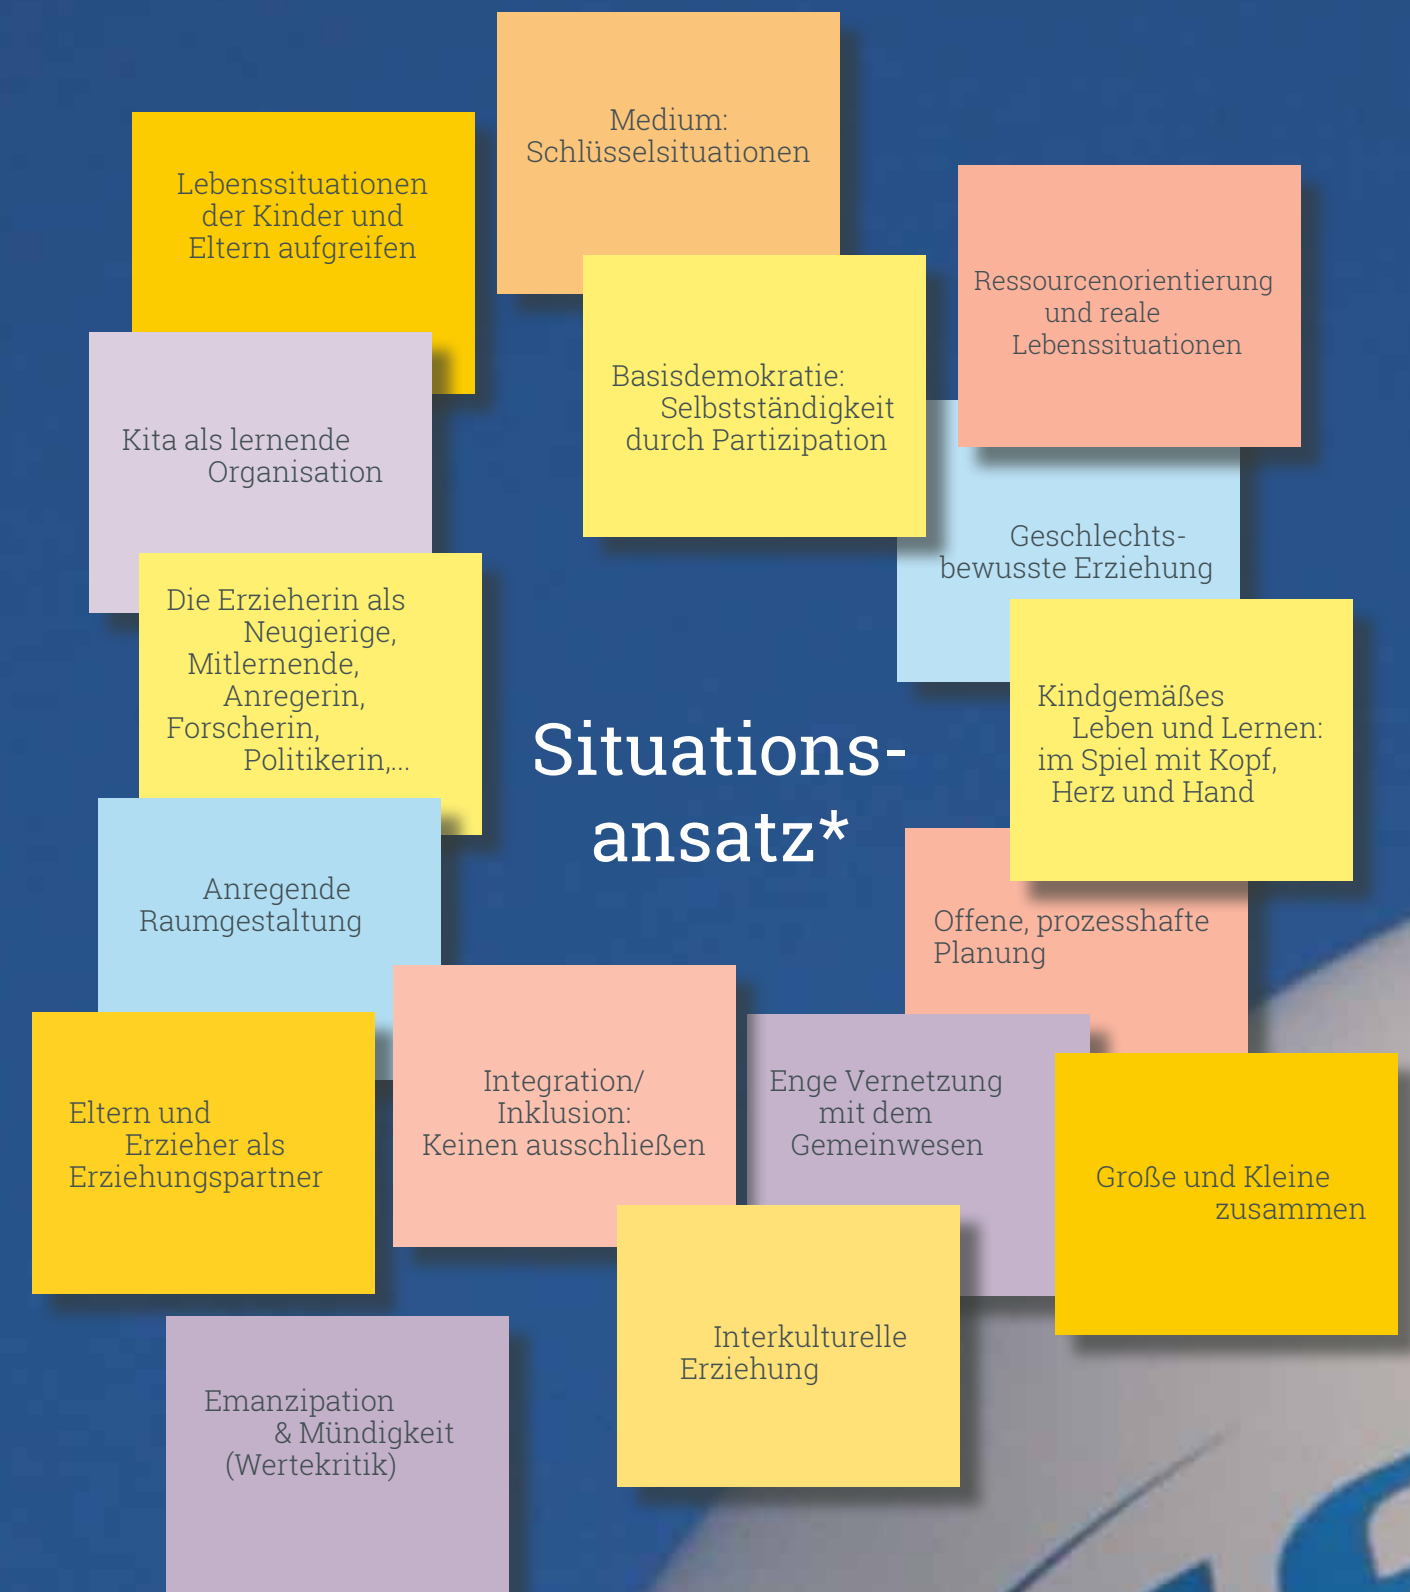 Medium:
Schlüsselsituationen
Lebenssituationen
der Kinder und
Eltern aufgreifen
Ressourcenorientierung
und reale
Lebenssituationen
Basisdemokratie:
Selbstständigkeit
durch Partizipation
Kita als lernende
Organisation
Geschlechts-
bewusste Erziehung
Die Erzieherin als
Neugierige,
Mitlernende,
Anregerin,
Forscherin,
Politikerin,...
Kindgemäßes
Leben und Lernen:
im Spiel mit Kopf,
Herz und Hand
Situations-
ansatz*
Anregende
Raumgestaltung
Offene, prozesshafte
Planung
Eltern und
Erzieher als
Erziehungspartner
Integration/
Inklusion:
Keinen ausschließen
Enge Vernetzung
mit dem
Gemeinwesen
Große und Kleine
zusammen
Interkulturelle
Erziehung
Emanzipation
& Mündigkeit
(Wertekritik)